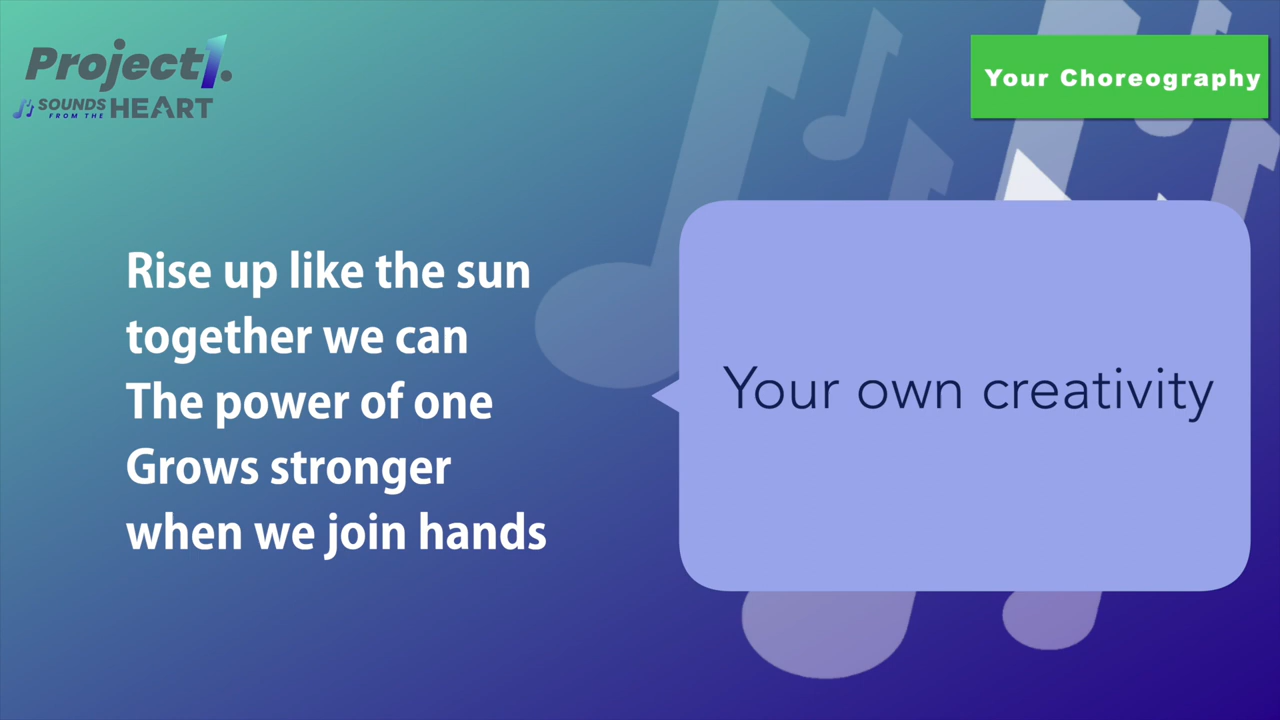 Project1.
SOUNDS FROM THE HEART
Your Choreography
Rise up like the sun
together we can
The power of one
Grows stronger
when we join hands
Your own creativity